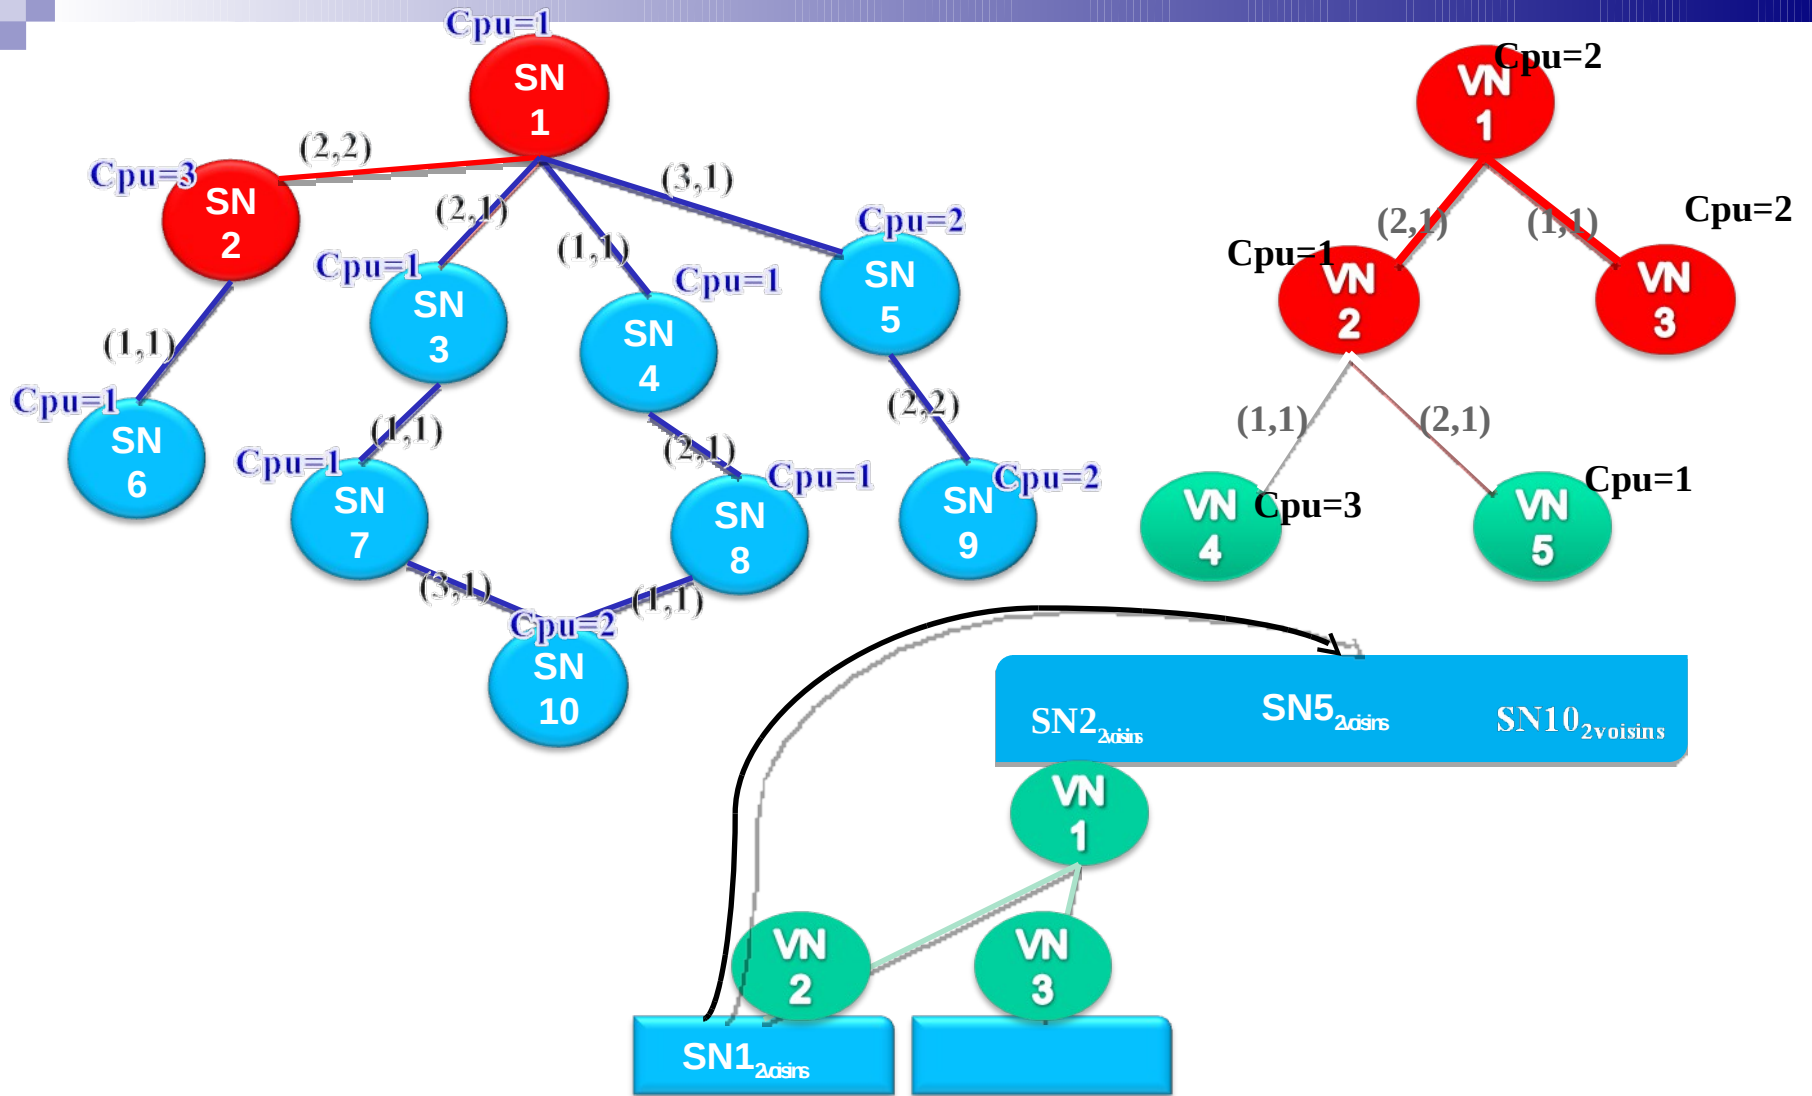 Cpu=1
SN
1
(2,2)
Cpu=3
SN
2
(2,1)
(1,1)
(3,1)
Cpu=2
SN
5
Cpu=1
SN
3
Cpu=1
SN
4
(1,1)
Cpu=1
SN
6
(1,1)
Cpu=1
SN
7
(2,1)
Cpu=1
SN
8
(2,2)
Cpu=2
SN
9
(3,1)
(1,1)
Cpu=2
SN
10
Cpu=2
VN
1
(2,1)
(1,1)
Cpu=2
Cpu=1
VN
2
VN
3
(1,1)
(2,1)
Cpu=3
VN
4
Cpu=1
VN
5
SN2 2voisins
SN5 2voisins
SN10 2voisins
VN
1
VN
2
VN
3
SN1 2voisins